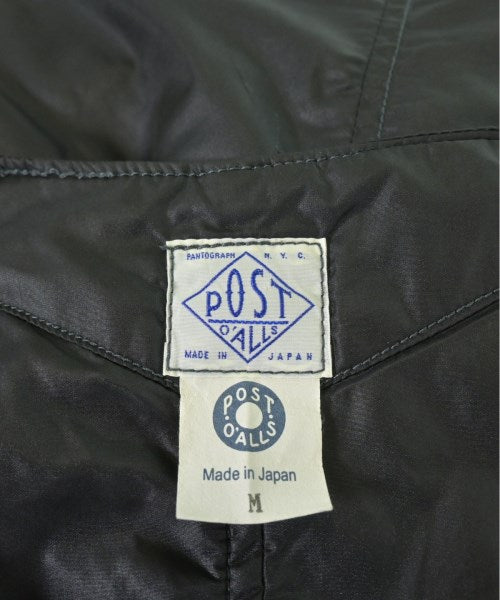 PANTOGRAPH N. Y. C.
POST
O'ALLS
MADE IN JAPAN
POST
O'ALLS
Made in Japan
M